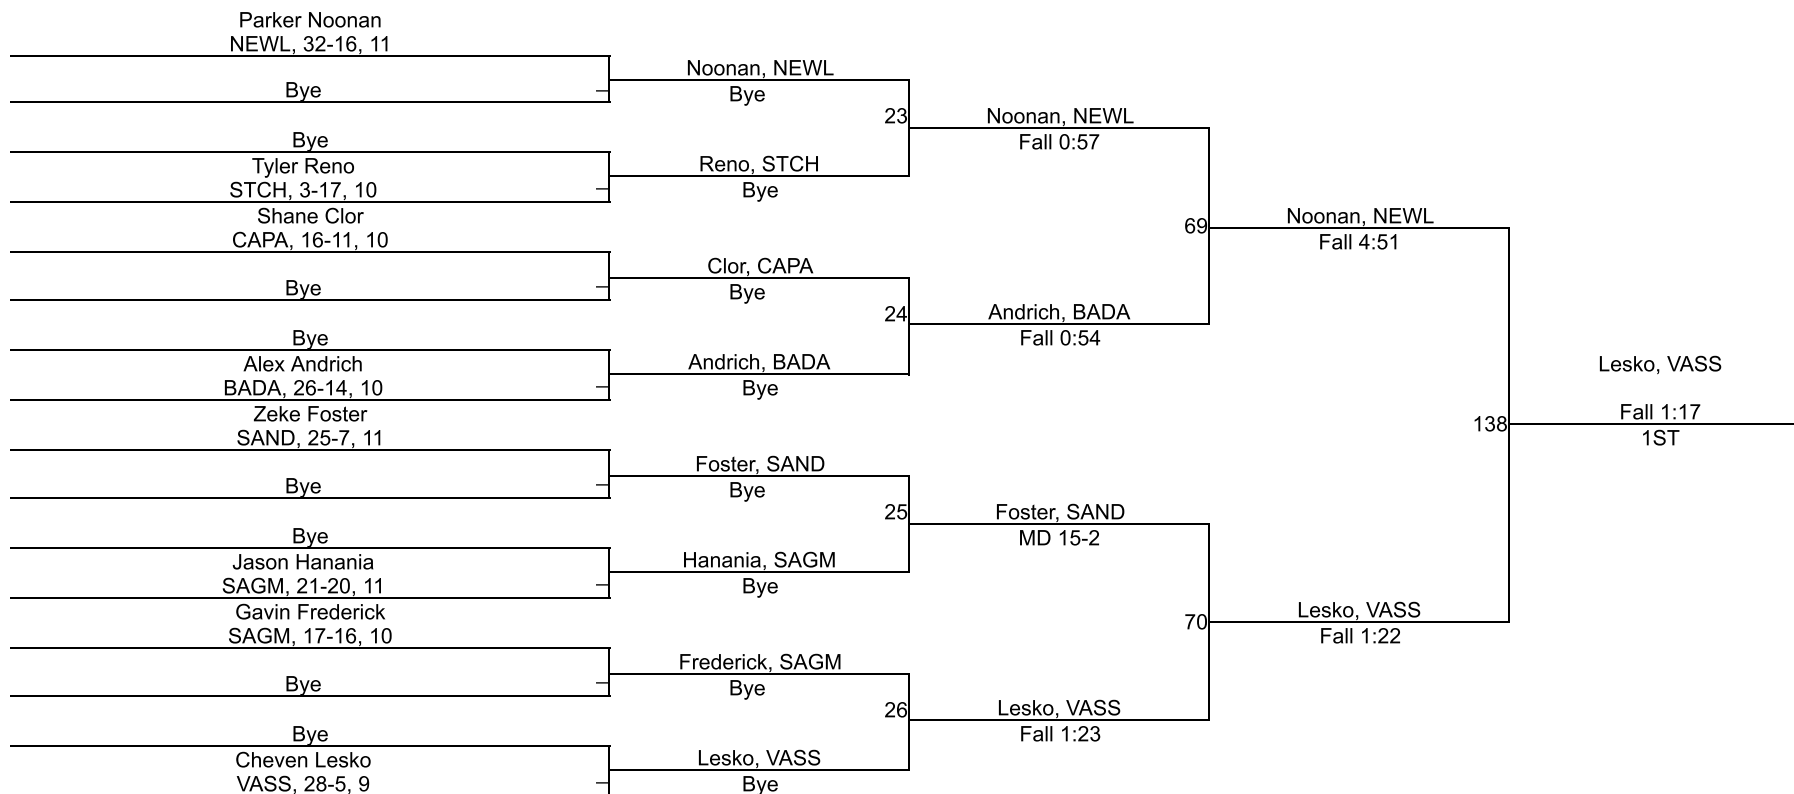 Parker Noonan
NEWL, 32-16, 11
Bye
Bye
Tyler Reno
STCH, 3-17, 10
Shane Clor
CAPA, 16-11, 10
Bye
Bye
Alex Andrich
BADA, 26-14, 10
Zeke Foster
SAND, 25-7, 11
Bye
Bye
Jason Hanania
SAGM, 21-20, 11
Gavin Frederick
SAGM, 17-16, 10
Bye
Bye
Cheven Lesko
VASS, 28-5, 9
Noonan, NEWL
Bye
23
Reno, STCH
Bye
Clor, CAPA
Bye
24
Andrich, BADA
Bye
Foster, SAND
Bye
25
Hanania, SAGM
Bye
Frederick, SAGM
Bye
26
Lesko, VASS
Bye
Noonan, NEWL
Fall 0:57
69
Andrich, BADA
Fall 0:54
Foster, SAND
MD 15-2
70
Lesko, VASS
Fall 1:23
Noonan, NEWL
Fall 4:51
138
Lesko, VASS
Fall 1:22
Lesko, VASS
Fall 1:17
1ST